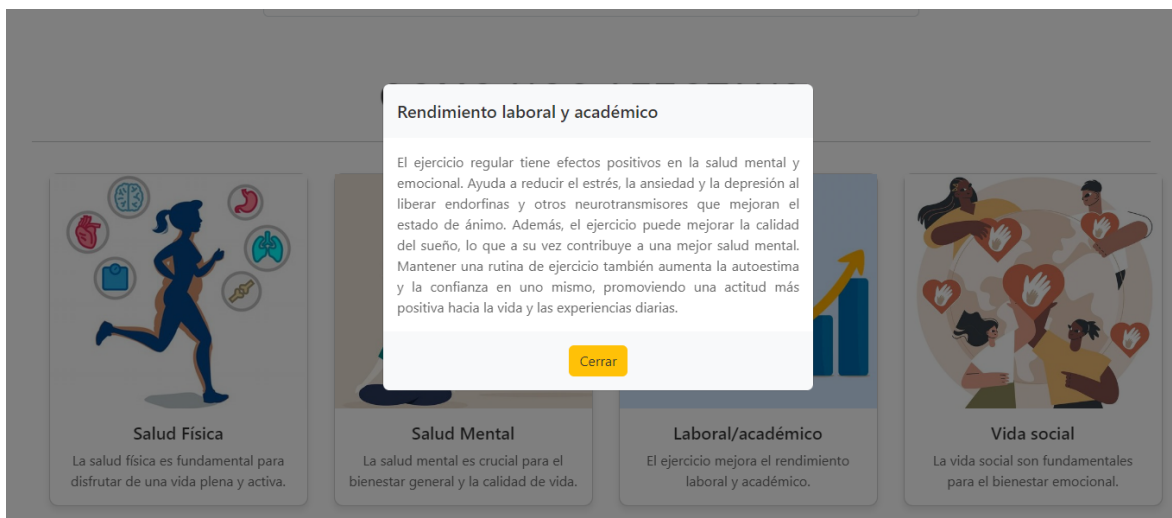 Rendimiento laboral y académico
El ejercicio regular tiene efectos positivos en la salud mental y
emocional. Ayuda a reducir el estrés, la ansiedad y la depresión al
liberar endorfinas y otros neurotransmisores que mejoran el
estado de ánimo. Además, el ejercicio puede mejorar la calidad
del sueño, lo que a su vez contribuye a una mejor salud mental.
Mantener una rutina de ejercicio también aumenta la autoestima
y la confianza en uno mismo, promoviendo una actitud más
positiva hacia la vida y las experiencias diarias.
Cerrar
Salud Física
La salud física es fundamental para
disfrutar de una vida plena y activa.
Salud Mental
La salud mental es crucial para el
bienestar general y la calidad de vida.
Laboral/académico
El ejercicio mejora el rendimiento
laboral y académico.
Vida social
La vida social son fundamentales
para el bienestar emocional.